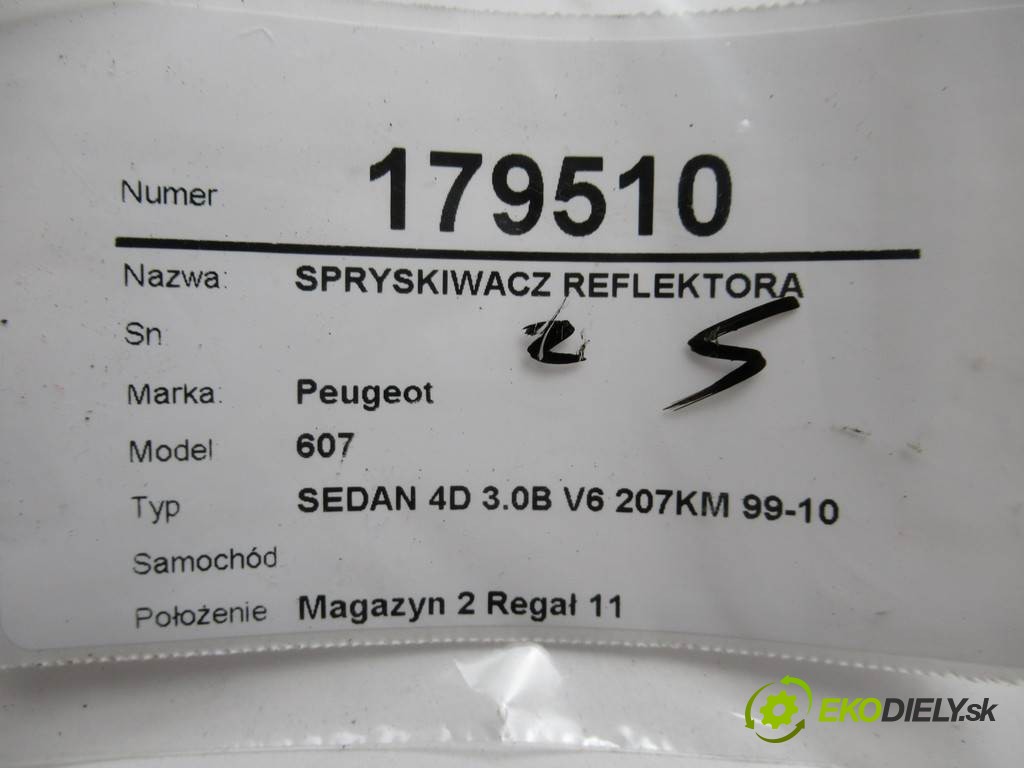 Numer 179510
Nazwa: SPRYSKIWACZ REFLEKTORA
Sn
Marka: Peugeot
Model 607
Typ SEDAN 4D 3.0B V6 207KM 99-10
Samochód
Położenie Magazyn 2 Regał 11
EKODIELY.sk